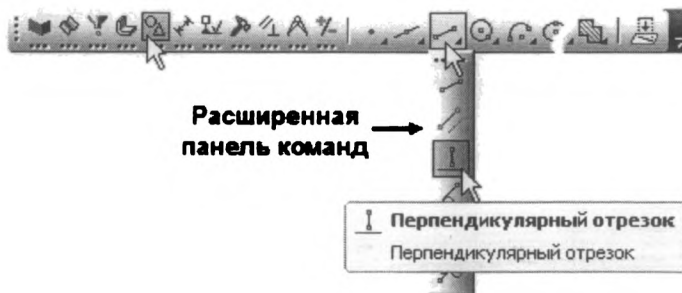 Расширенная
панель команд
Перпендикулярный отрезок
Перпендикулярный отрезок